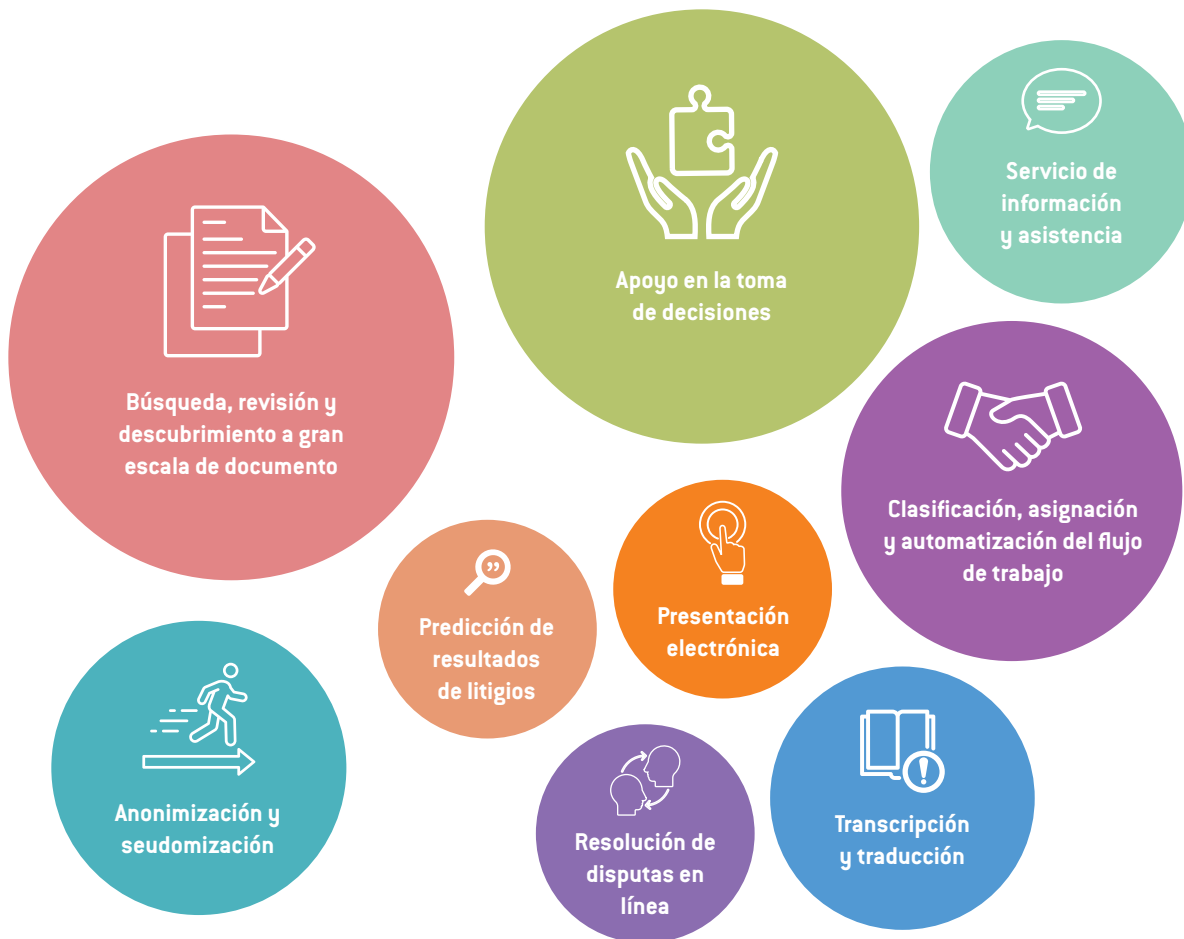 Servicio de
información
y asistencia
Apoyo en la toma
de decisiones
Búsqueda, revisión y
descubrimiento a gran
escala de documento
Clasificación, asignación
y automatización del flujo
de trabajo
Predicción de
resultados
de litigios
Presentación
electrónica
Anonimización y
seudomización
Resolución de
disputas en
línea
Transcripción
y traducción